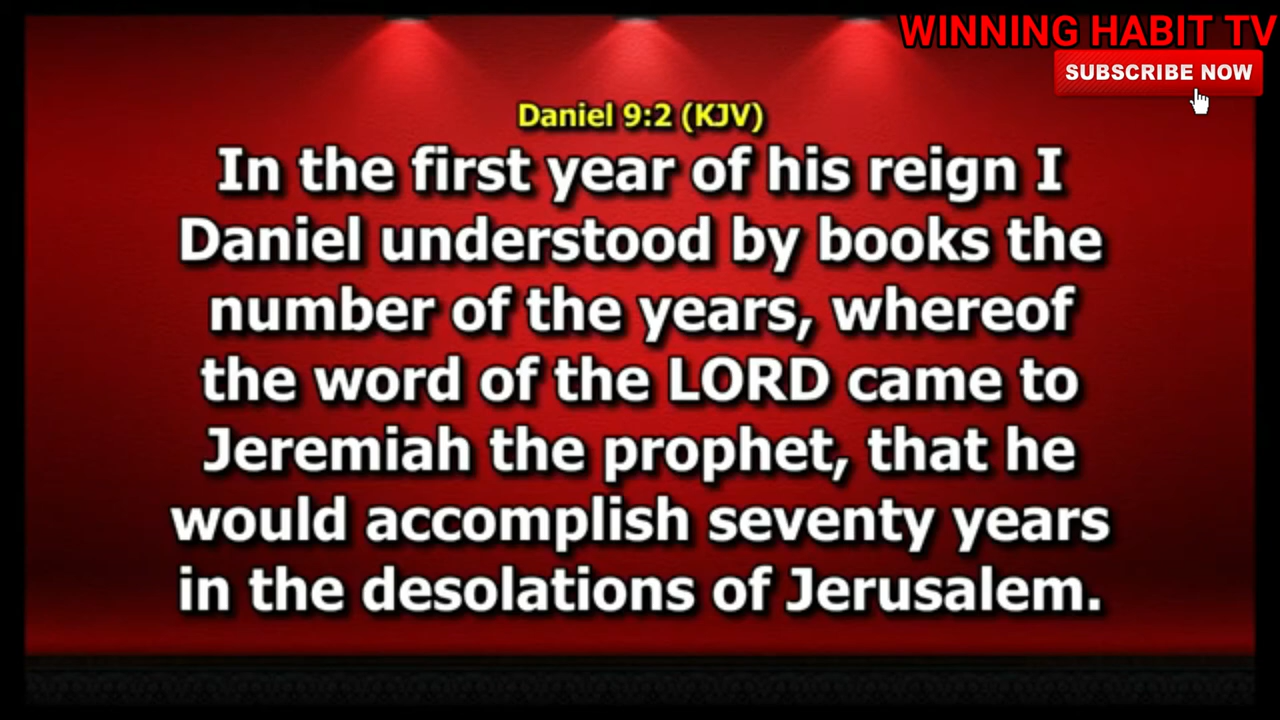 WINNING HABIT TV
SUBSCRIBE NOW
Daniel 9:2 (KJV)
In the first year of his reign I
Daniel understood by books the
number of the years, whereof
the word of the LORD came to
Jeremiah the prophet, that he
would accomplish seventy years
in the desolations of Jerusalem.